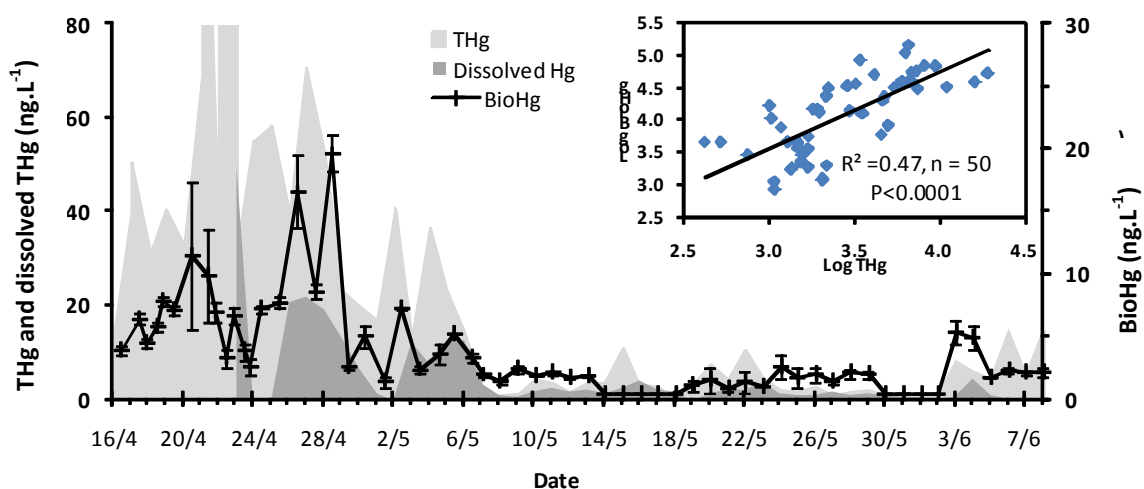 THg and dissolved THg (ng.L⁻¹)
80
60
40
20
0
THg
Dissolved Hg
BioHg
5.5
5.0
4.5
4.0
3.5
3.0
2.5
R² =0.47, n = 50
P<0.0001
2.5 3.0 3.5 4.0 4.5
Log THg
30
20
10
0
BioHg (ng.L⁻¹)
16/4 20/4 24/4 28/4 2/5 6/5 10/5 14/5 18/5 22/5 26/5 30/5 3/6 7/6
Date